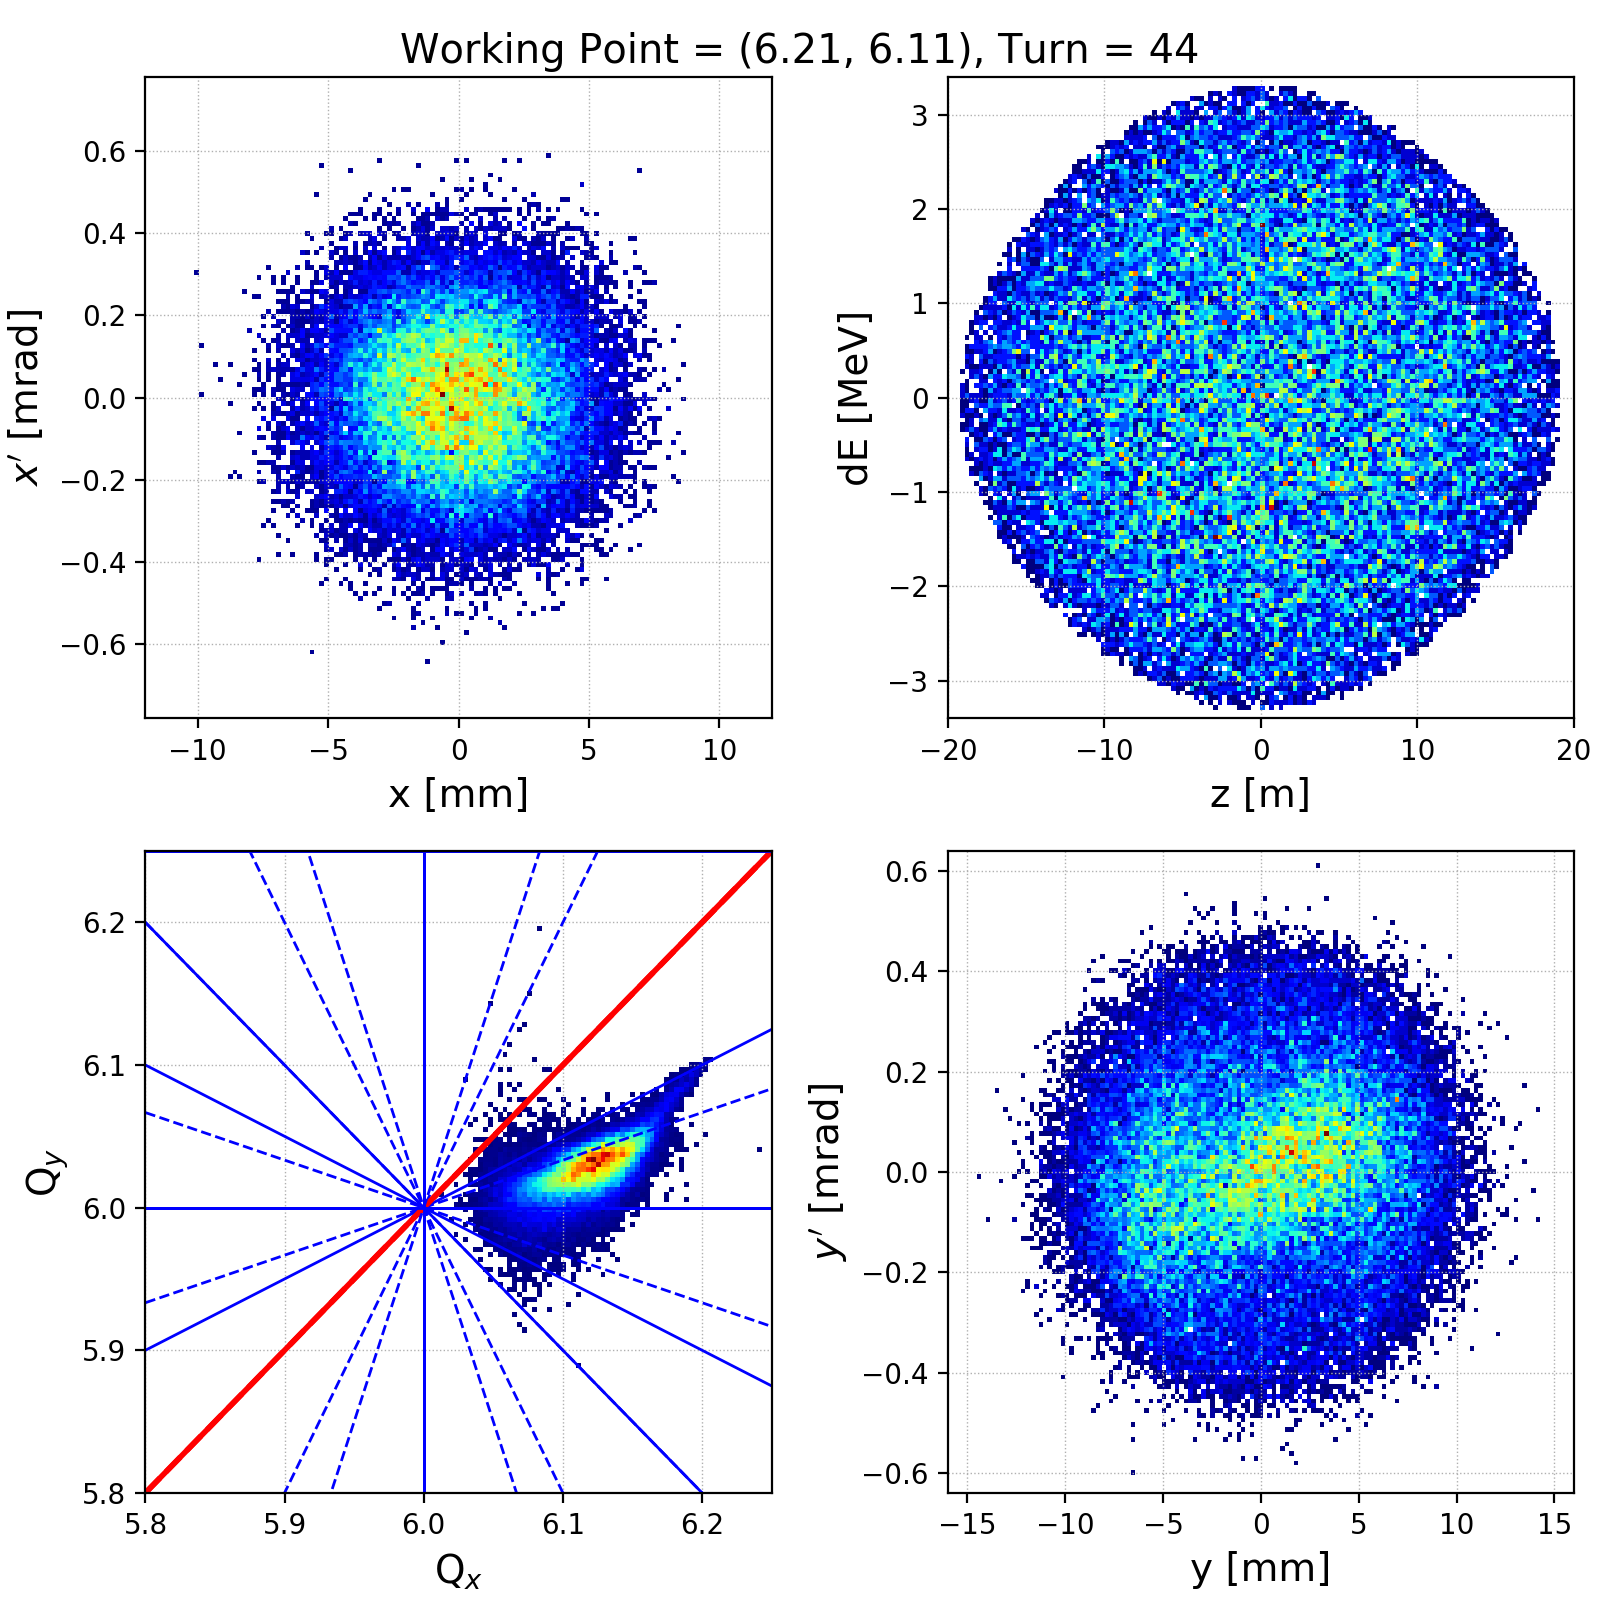 Working Point = (6.21, 6.11), Turn = 44
0.6
0.4
0.2
0.0
−0.2
−0.4
−0.6
x′ [mrad]
−10 −5 0 5 10
x [mm]
3
2
1
0
−1
−2
−3
dE [MeV]
−20 −10 0 10 20
z [m]
6.2
6.1
6.0
5.9
5.8
Qy
5.8 5.9 6.0 6.1 6.2
Qx
0.6
0.4
0.2
0.0
−0.2
−0.4
−0.6
y′ [mrad]
−15 −10 −5 0 5 10 15
y [mm]